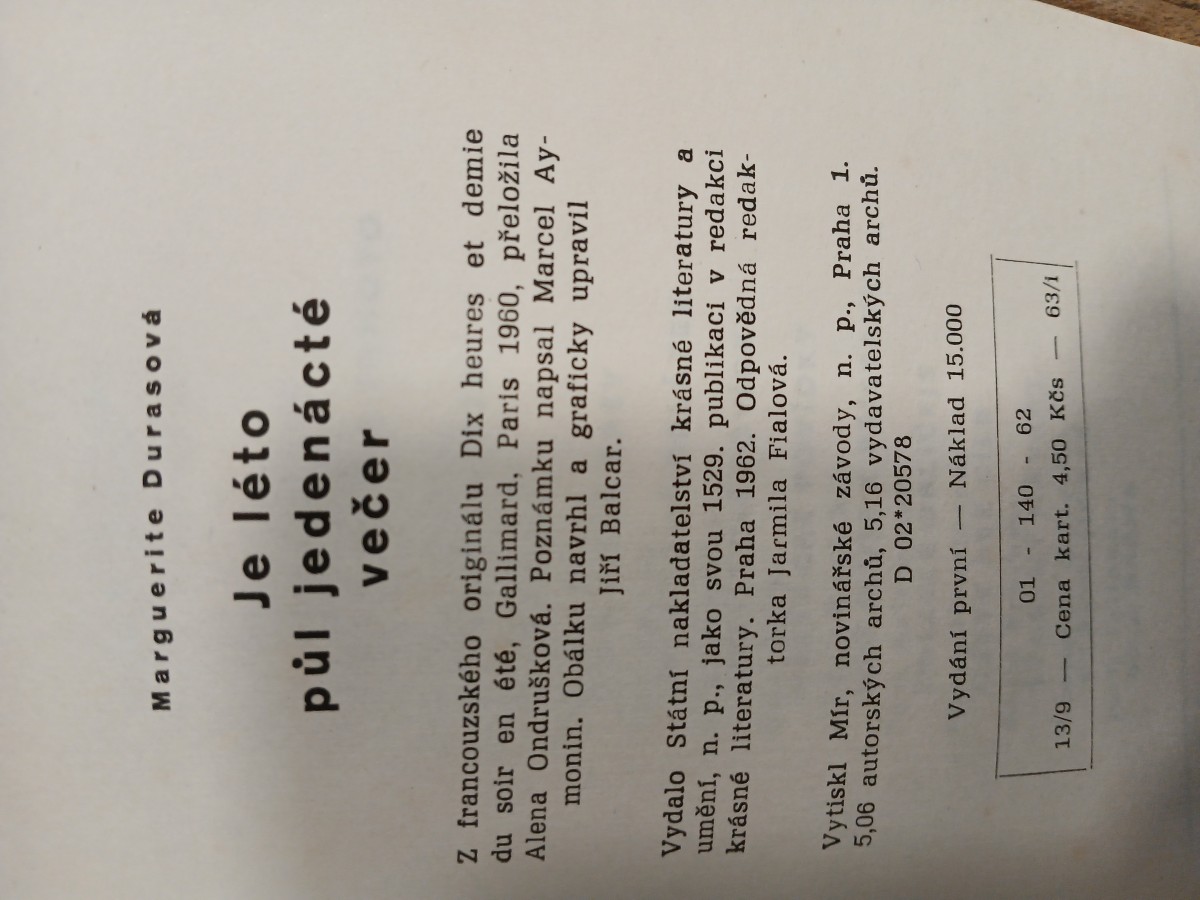 Marguerite Durasová
Je léto
půl jedenácté
večer
Z francouzského originálu Dix heures et demie
du soir en été, Gallimard, Paris 1960, přeložila
Alena Ondrušková. Poznámku napsal Marcel Ay-
monin. Obálku navrhl a graficky upravil
Jiří Balcar.
Vydalo Státní nakladatelství krásné literatury a
umění, n. p., jako svou 1529. publikaci v redakci
krásné literatury. Praha 1962. Odpovědná redak-
torka Jarmila Fialová.
Vytiskl Mír, novinářské závody, n. p., Praha 1.
5,06 autorských archů, 5,16 vydavatelských archů.
D 02*20578
Vydání první — Náklad 15.000
01 - 140 - 62
13/9 — Cena kart. 4,50 Kčs — 63/1